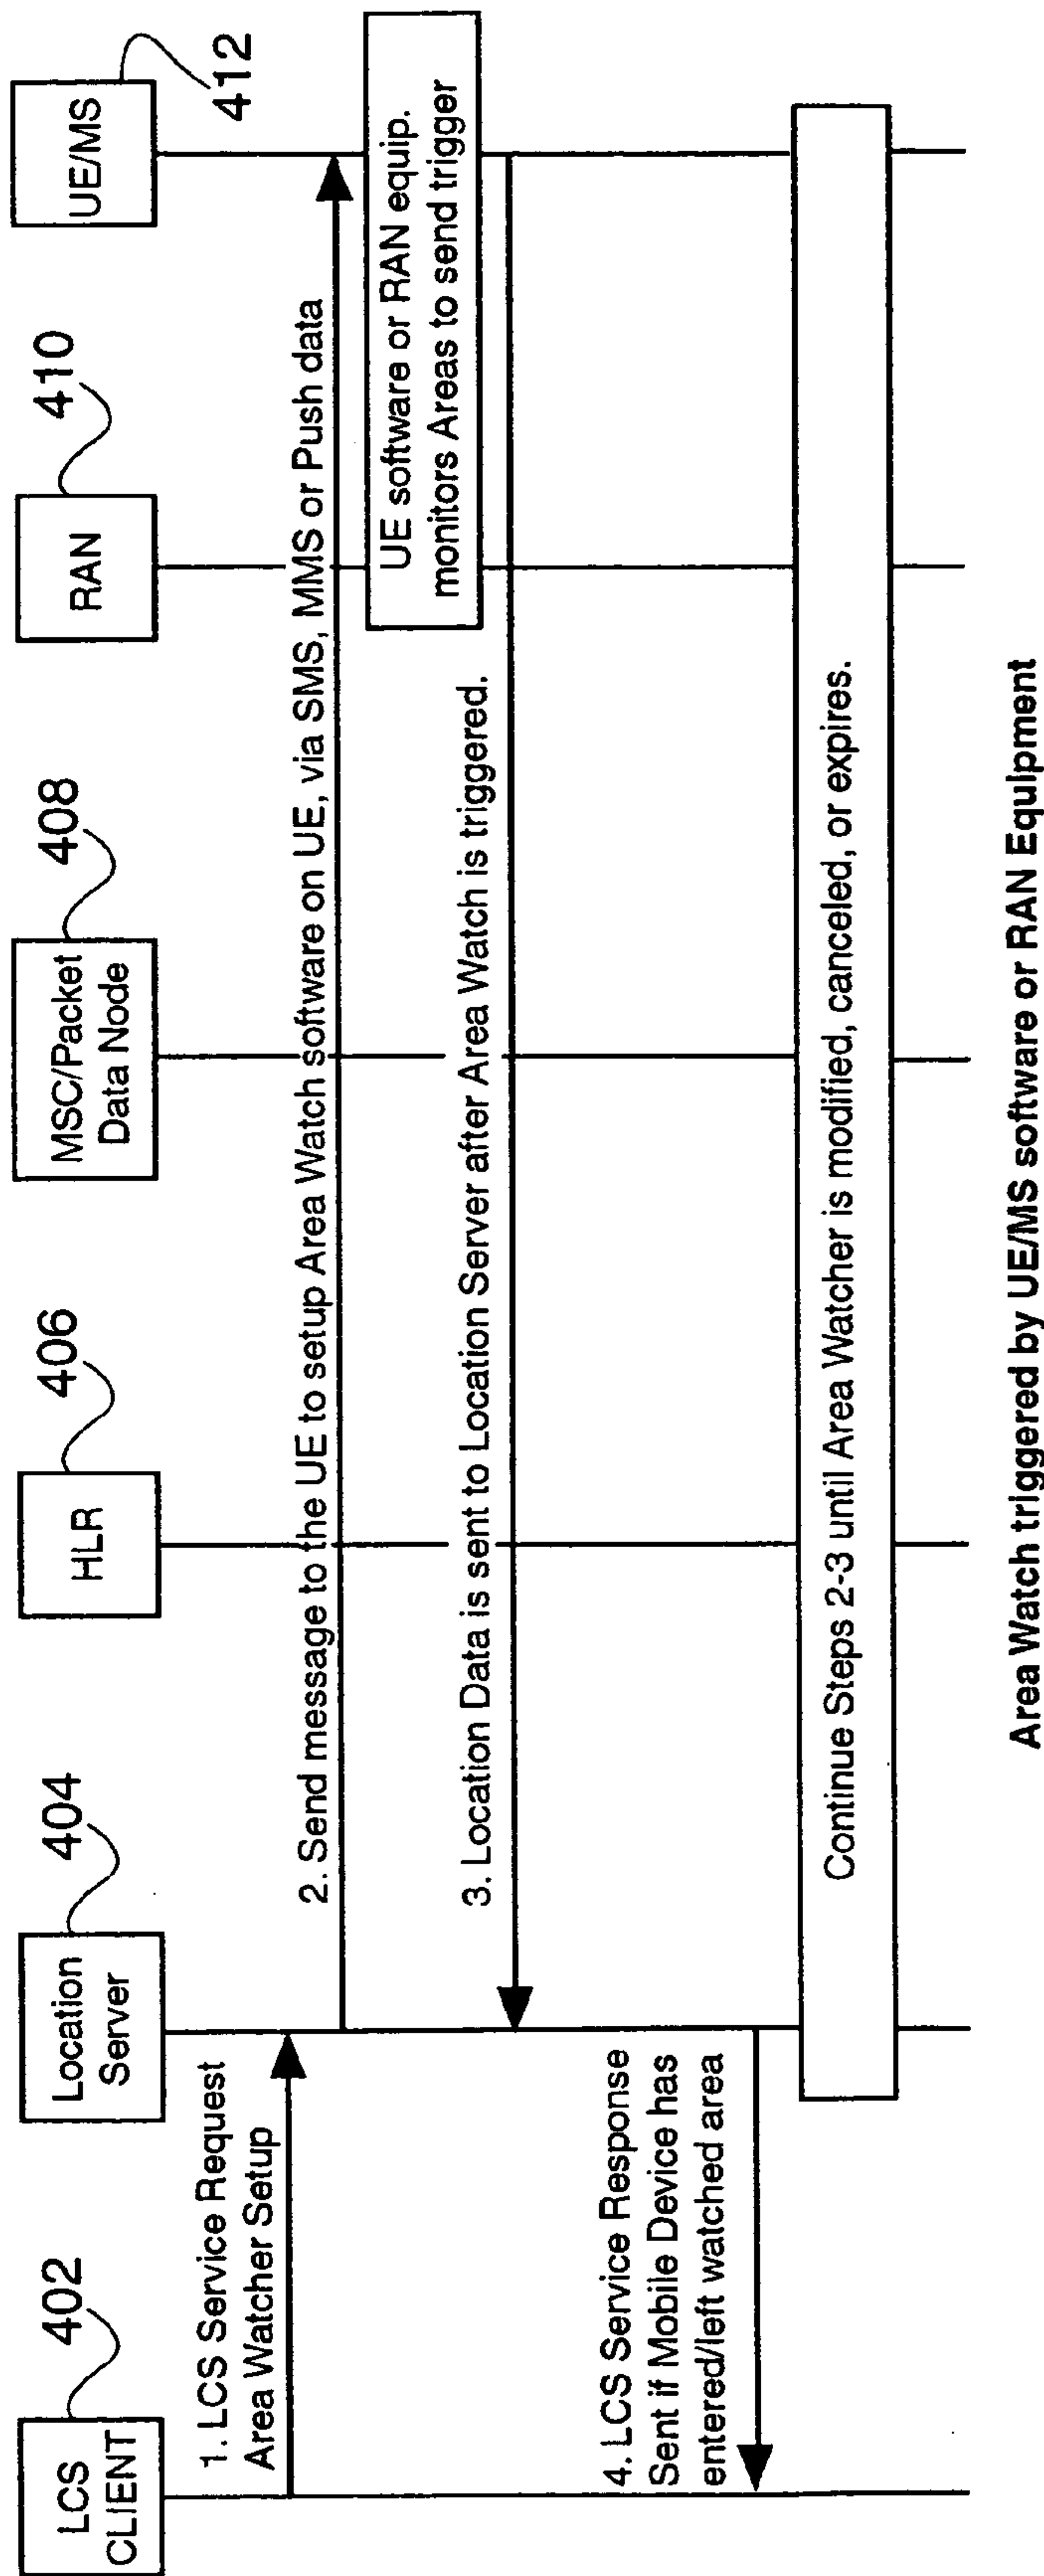 402
LCS
CLIENT
404
Location
Server
406
HLR
408
MSC/Packet
Data Node
410
RAN
UE/MS
412
1. LCS Service Request
Area Watcher Setup
2. Send message to the UE to setup Area Watch software on UE, via SMS, MMS or Push data
UE software or RAN equip.
monitors Areas to send trigger
3. Location Data is sent to Location Server after Area Watch is triggered.
4. LCS Service Response
Sent if Mobile Device has
entered/left watched area
Continue Steps 2-3 until Area Watcher is modified, canceled, or expires.
Area Watch triggered by UE/MS software or RAN Equipment